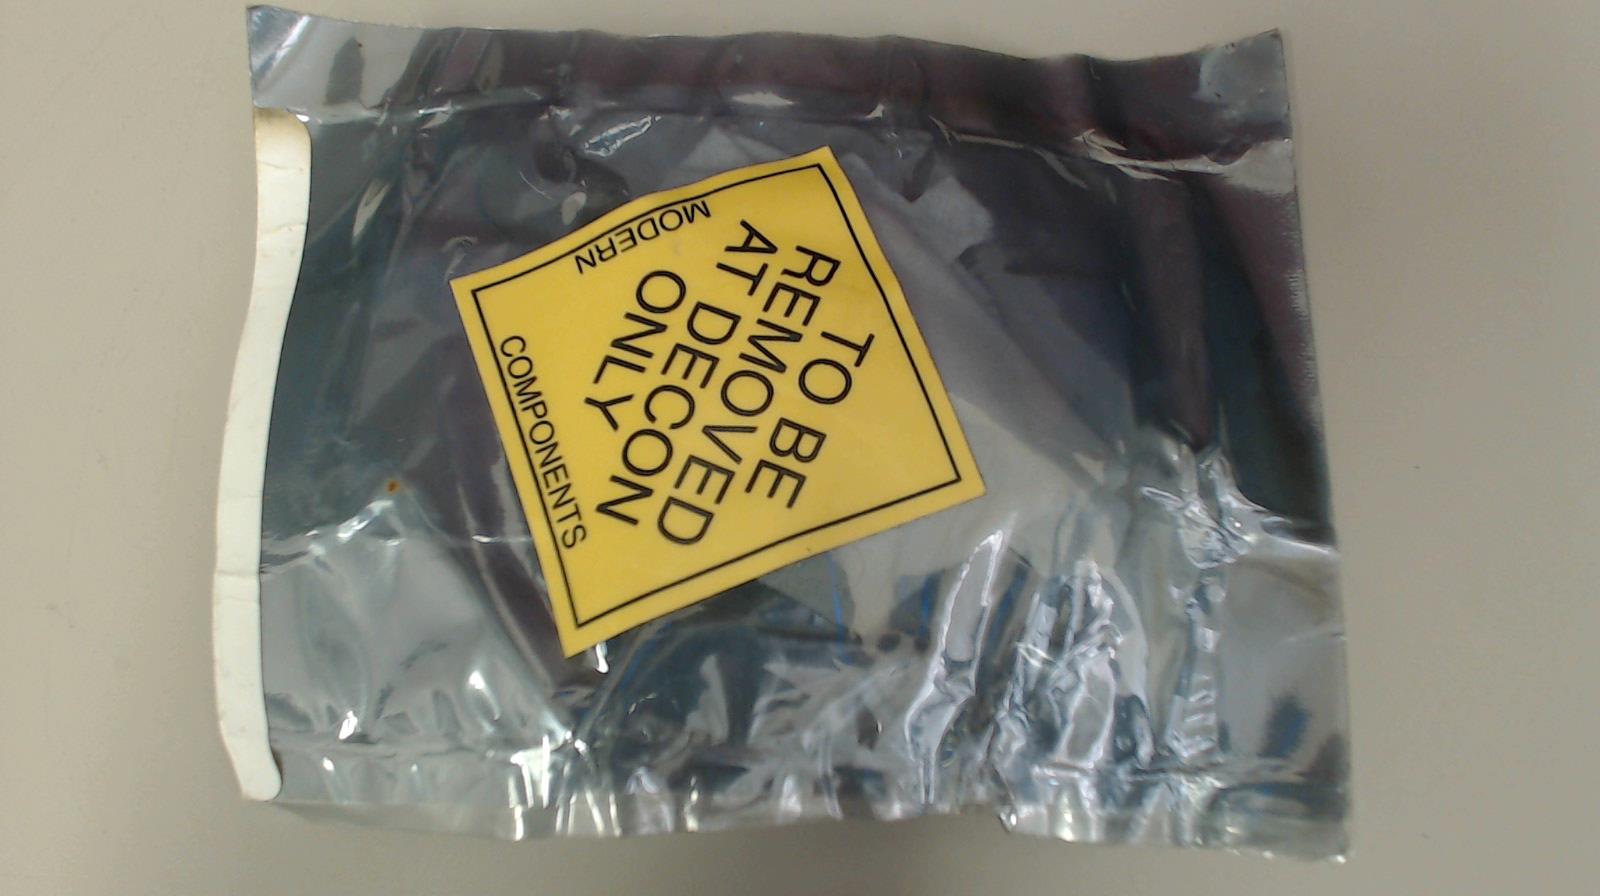 TO BE
REMOVED
AT DECON
ONLY
MODERN
COMPONENTS